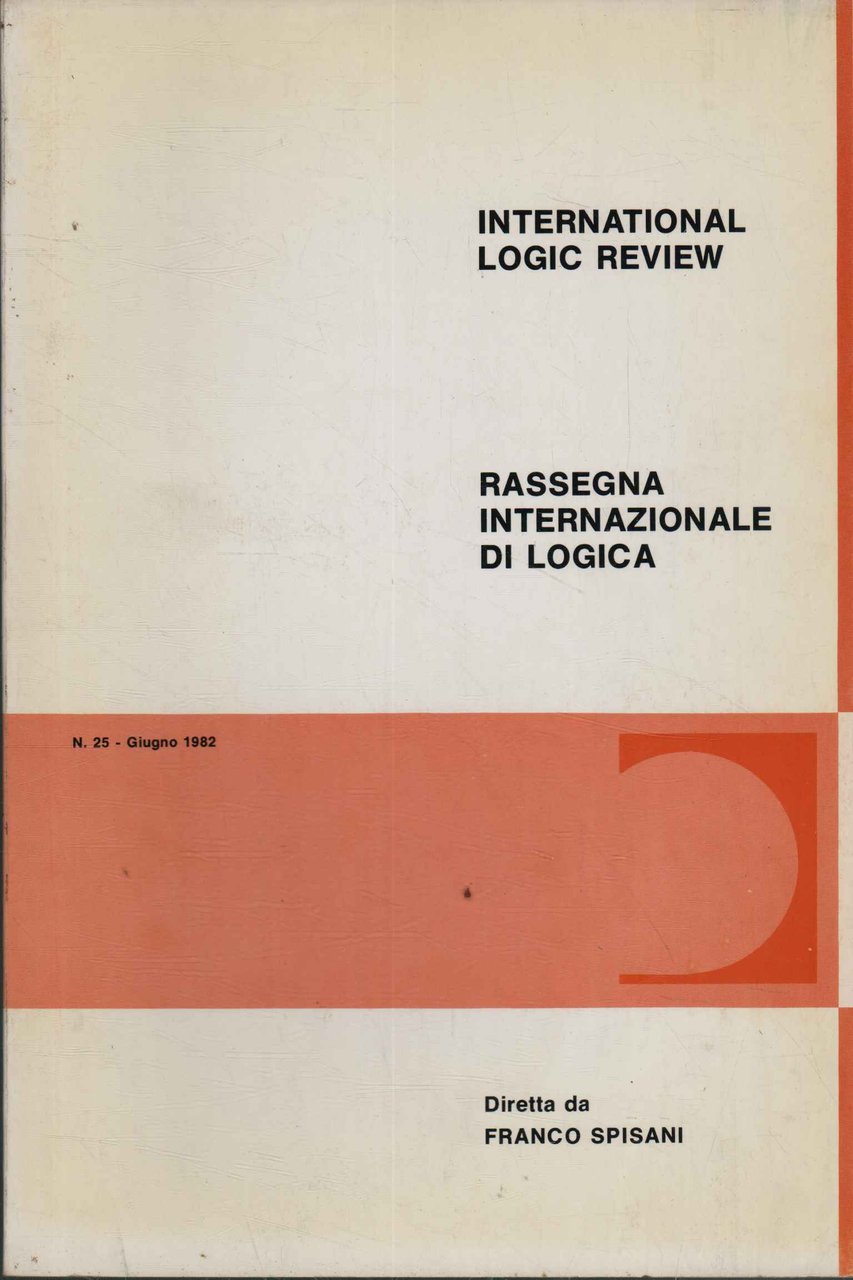 INTERNATIONAL
LOGIC REVIEW
RASSEGNA
INTERNAZIONALE
DI LOGICA
N. 25 - Giugno 1982
Diretta da
FRANCO SPISANI